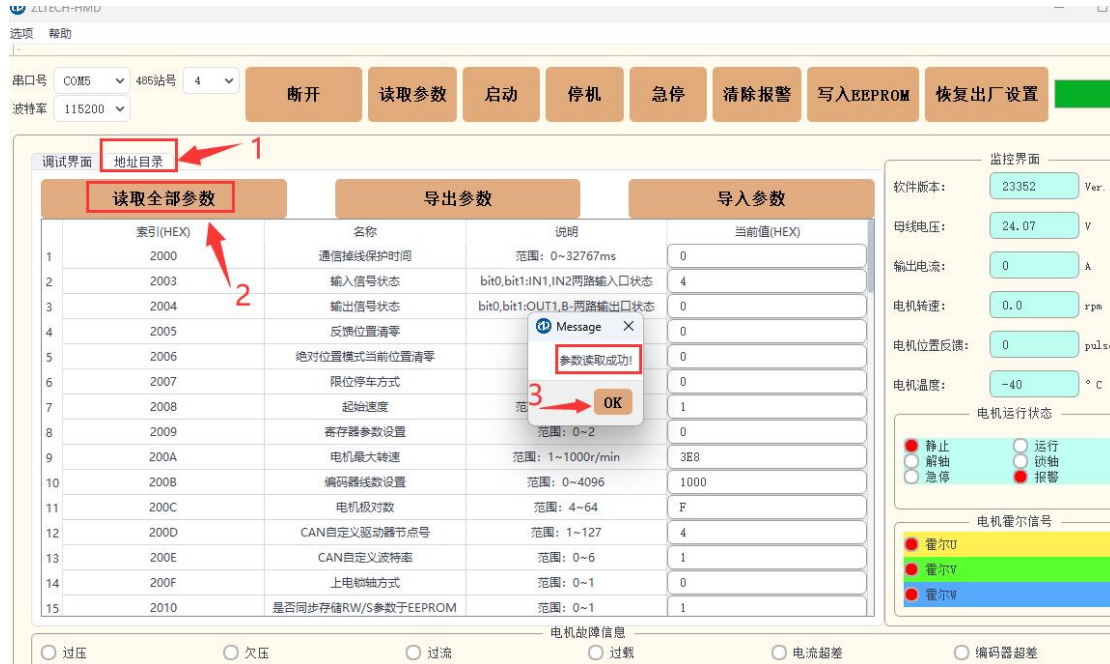 ZLTECH-HMD
选项 帮助
串口号 COM5 485站号 4
波特率 115200
断开 读取参数 启动 停机 急停 清除报警 写入EEPROM 恢复出厂设置
1
调试界面 地址目录
读取全部参数 导出参数 导入参数
索引(HEX) 名称 说明 当前值(HEX)
1 2000 通信掉线保护时间 范围：0~32767ms 0
2 2003 输入信号状态 bit0,bit1:IN1,IN2两路输入口状态 4
3 2004 输出信号状态 bit0,bit1:OUT1,B-两路输出口状态 0
4 2005 反馈位置清零 0
5 2006 绝对位置模式当前位置清零 0
6 2007 限位停车方式 0
7 2008 起始速度 范 1
8 2009 寄存器参数设置 范围：0~2 0
9 200A 电机最大转速 范围：1~1000r/min 3E8
10 200B 编码器线数设置 范围：0~4096 1000
11 200C 电机极对数 范围：4~64 F
12 200D CAN自定义驱动器节点号 范围：1~127 4
13 200E CAN自定义波特率 范围：0~6 1
14 200F 上电锁轴方式 范围：0~1 0
15 2010 是否同步存储RW/S参数于EEPROM 范围：0~1 1
2
Message
参数读取成功!
3
OK
监控界面
软件版本: 23352 Ver.
母线电压: 24.07 V
输出电流: 0 A
电机转速: 0.0 rpm
电机位置反馈: 0 pulse
电机温度: -40 °C
电机运行状态
静止 运行
解轴 锁轴
急停 报警
电机霍尔信号
霍尔U
霍尔V
霍尔W
电机故障信息
过压 欠压 过流 过载 电流超差 编码器超差